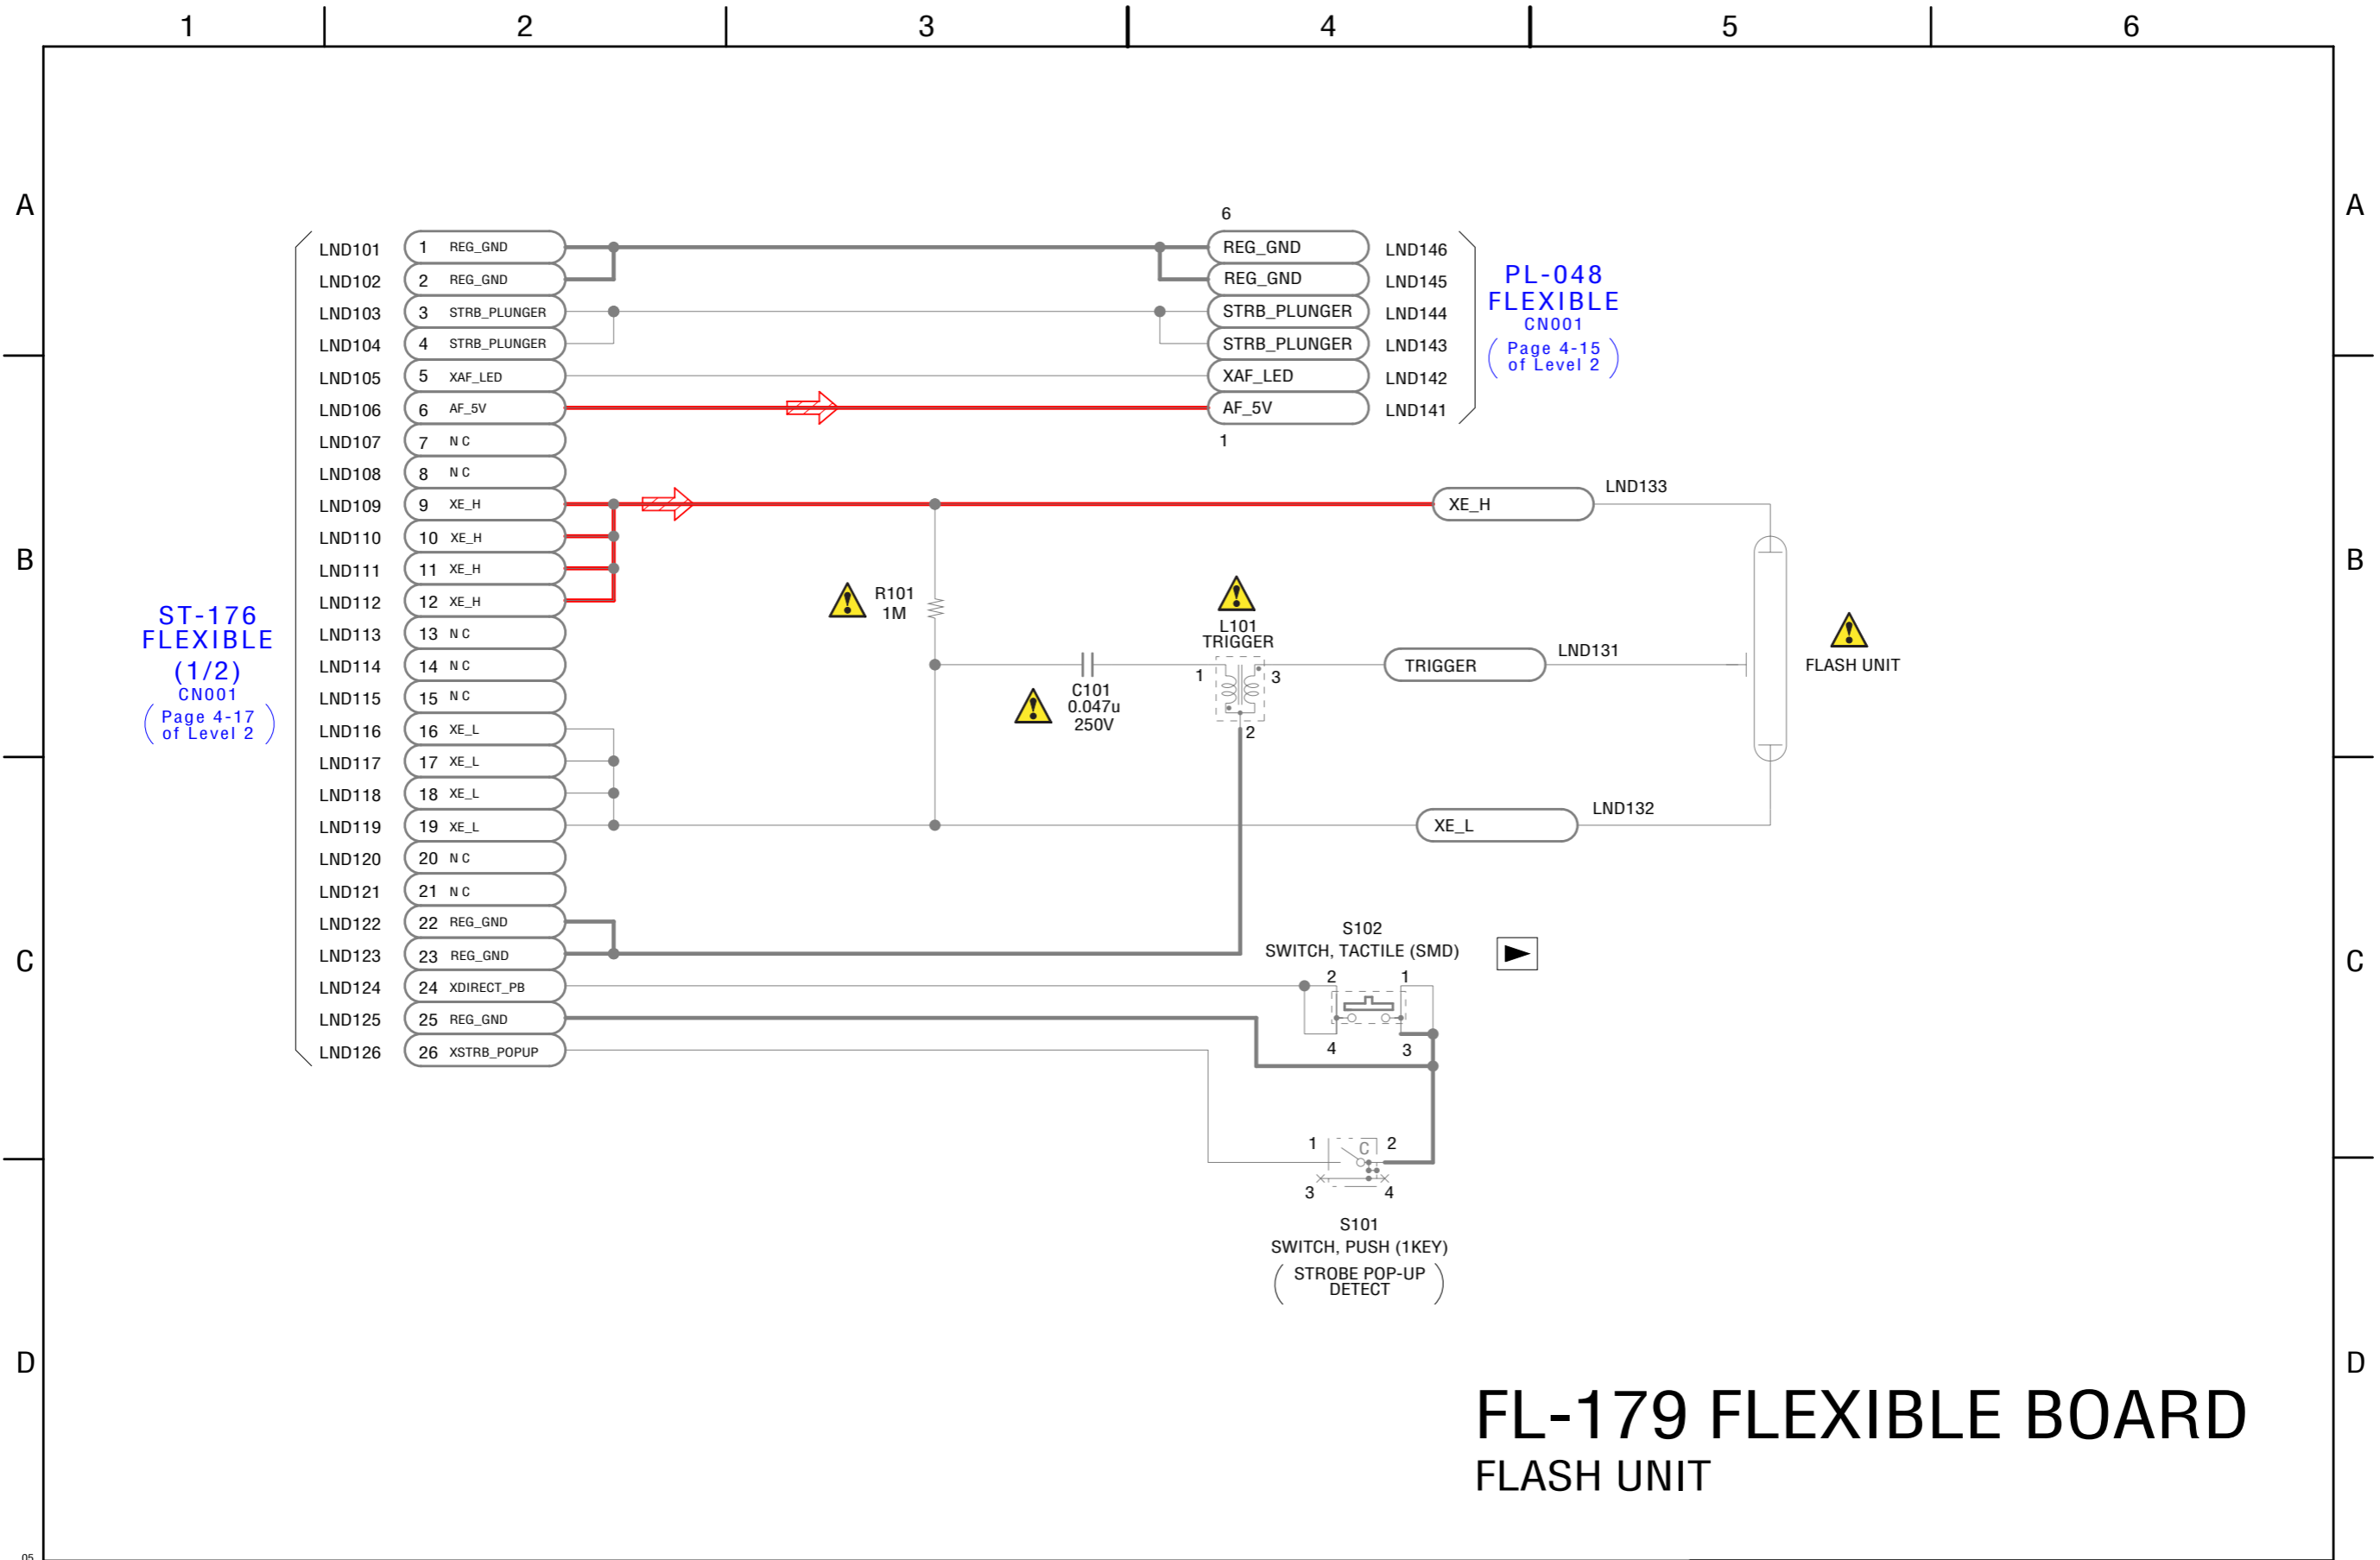 1 2 3 4 5 6
A A
B B
C C
D D
ST-176
FLEXIBLE
(1/2)
CN001
( Page 4-17
of Level 2 )
LND101 1 REG_GND
LND102 2 REG_GND
LND103 3 STRB_PLUNGER
LND104 4 STRB_PLUNGER
LND105 5 XAF_LED
LND106 6 AF_5V
LND107 7 N C
LND108 8 N C
LND109 9 XE_H
LND110 10 XE_H
LND111 11 XE_H
LND112 12 XE_H
LND113 13 N C
LND114 14 N C
LND115 15 N C
LND116 16 XE_L
LND117 17 XE_L
LND118 18 XE_L
LND119 19 XE_L
LND120 20 N C
LND121 21 N C
LND122 22 REG_GND
LND123 23 REG_GND
LND124 24 XDIRECT_PB
LND125 25 REG_GND
LND126 26 XSTRB_POPUP
6
REG_GND LND146
REG_GND LND145
STRB_PLUNGER LND144
STRB_PLUNGER LND143
XAF_LED LND142
AF_5V LND141
1
PL-048
FLEXIBLE
CN001
( Page 4-15
of Level 2 )
XE_H LND133
R101
1M
C101
0.047u
250V
L101
TRIGGER
1 3
2
TRIGGER LND131
FLASH UNIT
XE_L LND132
S102
SWITCH, TACTILE (SMD)
2 1
4 3
1 C 2
3 4
S101
SWITCH, PUSH (1KEY)
( STROBE POP-UP
DETECT )
FL-179 FLEXIBLE BOARD
FLASH UNIT
05